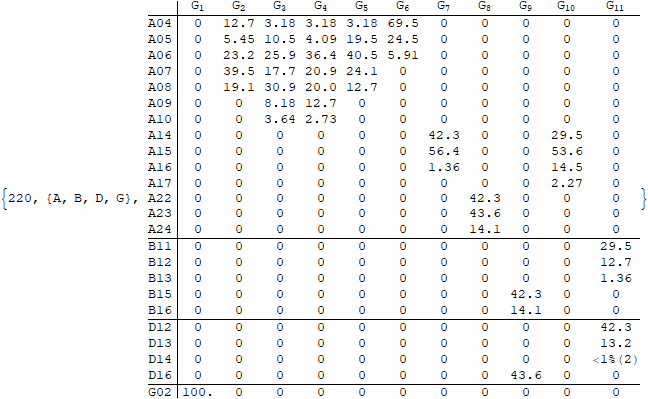 G₁ G₂ G₃ G₄ G₅ G₆ G₇ G₈ G₉ G₁₀ G₁₁
A04 0 12.7 3.18 3.18 3.18 69.5 0 0 0 0 0
A05 0 5.45 10.5 4.09 19.5 24.5 0 0 0 0 0
A06 0 23.2 25.9 36.4 40.5 5.91 0 0 0 0 0
A07 0 39.5 17.7 20.9 24.1 0 0 0 0 0 0
A08 0 19.1 30.9 20.0 12.7 0 0 0 0 0 0
A09 0 0 8.18 12.7 0 0 0 0 0 0 0
A10 0 0 3.64 2.73 0 0 0 0 0 0 0
A14 0 0 0 0 0 0 42.3 0 0 29.5 0
A15 0 0 0 0 0 0 56.4 0 0 53.6 0
A16 0 0 0 0 0 0 1.36 0 0 14.5 0
A17 0 0 0 0 0 0 0 0 0 2.27 0
{220, {A, B, D, G}, A22 0 0 0 0 0 0 0 42.3 0 0 0 }
A23 0 0 0 0 0 0 0 43.6 0 0 0
A24 0 0 0 0 0 0 0 14.1 0 0 0
B11 0 0 0 0 0 0 0 0 0 0 29.5
B12 0 0 0 0 0 0 0 0 0 0 12.7
B13 0 0 0 0 0 0 0 0 0 0 1.36
B15 0 0 0 0 0 0 0 0 42.3 0 0
B16 0 0 0 0 0 0 0 0 14.1 0 0
D12 0 0 0 0 0 0 0 0 0 0 42.3
D13 0 0 0 0 0 0 0 0 0 0 13.2
D14 0 0 0 0 0 0 0 0 0 0 <1%(2)
D16 0 0 0 0 0 0 0 0 43.6 0 0
G02 100. 0 0 0 0 0 0 0 0 0 0